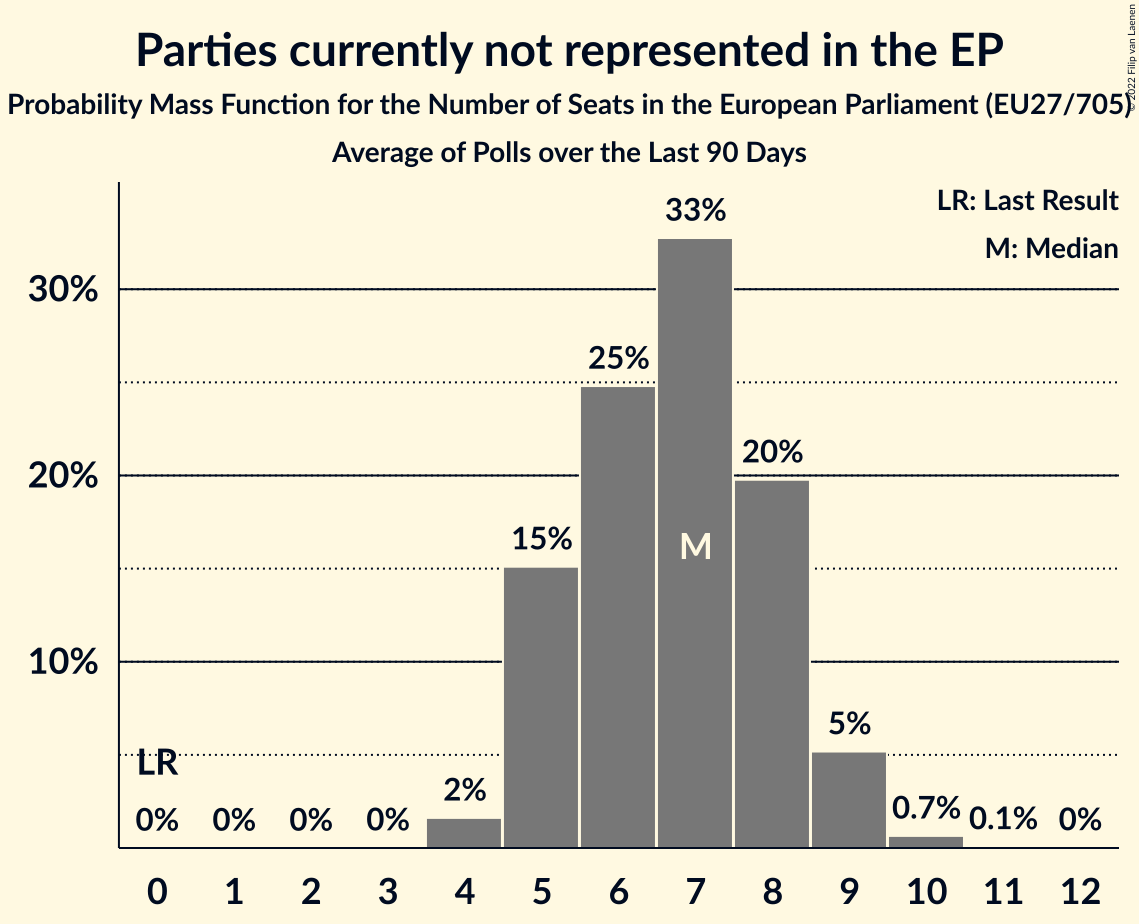 Parties currently not represented in the EP
Probability Mass Function for the Number of Seats in the European Parliament (EU27/705)
Average of Polls over the Last 90 Days
© 2022 Filip van Laenen
LR: Last Result
M: Median
30%
20%
10%
33%
25%
20%
15%
M
5%
LR
2%
0% 0% 0% 0% 0.7% 0.1% 0%
0 1 2 3 4 5 6 7 8 9 10 11 12